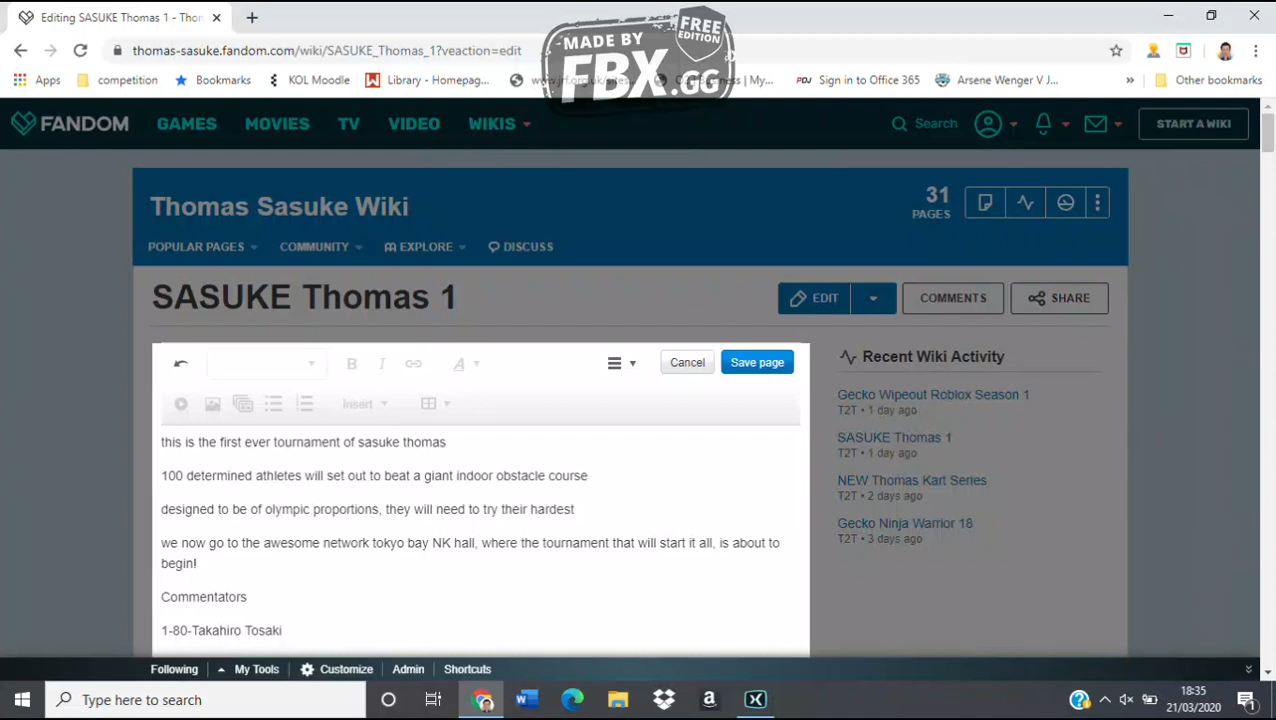 Editing SASUKE Thomas 1 - Thom
thomas-sasuke.fandom.com/wiki/SASUKE_Thomas_1?veaction=edit
MADE BY
FBX.GG
FREE
EDITION
Apps
competition
Bookmarks
KOL Moodle
Library - Homepag...
Business | My...
Sign in to Office 365
Arsene Wenger V J...
Other bookmarks
FANDOM
GAMES
MOVIES
TV
VIDEO
WIKIS
Search
START A WIKI
Thomas Sasuke Wiki
31
PAGES
POPULAR PAGES
COMMUNITY
EXPLORE
DISCUSS
SASUKE Thomas 1
EDIT
COMMENTS
SHARE
B I A
Cancel
Save page
Insert
Recent Wiki Activity
Gecko Wipeout Roblox Season 1
T2T • 1 day ago
SASUKE Thomas 1
T2T • 1 day ago
NEW Thomas Kart Series
T2T • 2 days ago
Gecko Ninja Warrior 18
T2T • 3 days ago
this is the first ever tournament of sasuke thomas
100 determined athletes will set out to beat a giant indoor obstacle course
designed to be of olympic proportions, they will need to try their hardest
we now go to the awesome network tokyo bay NK hall, where the tournament that will start it all, is about to
begin!
Commentators
1-80-Takahiro Tosaki
Following
My Tools
Customize
Admin
Shortcuts
Type here to search
18:35
21/03/2020